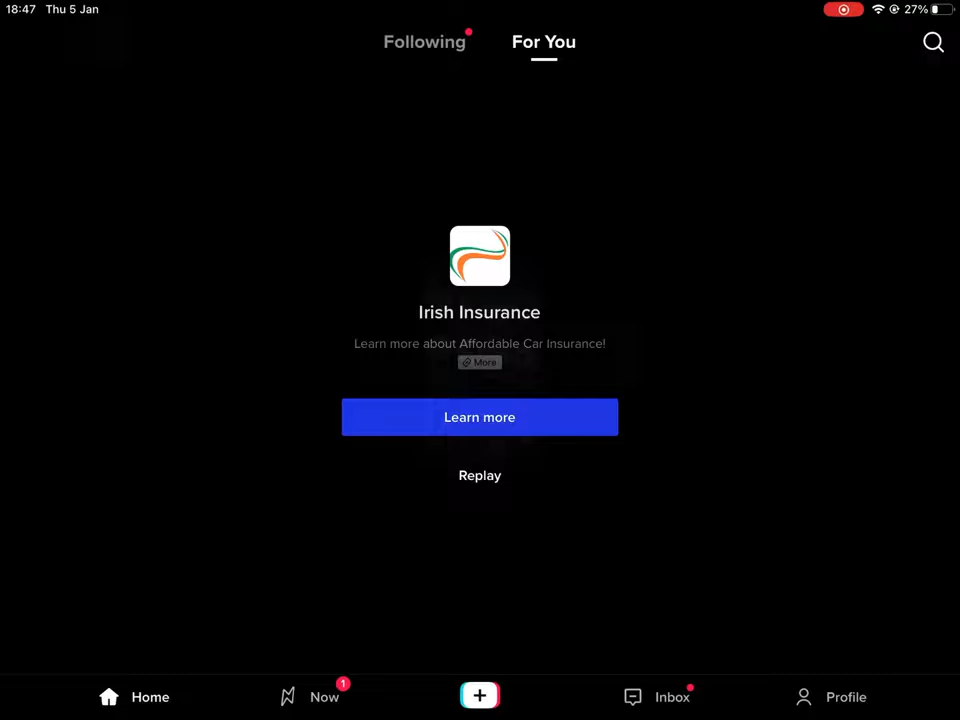 18:47 Thu 5 Jan 27%
Following For You
Irish Insurance
Learn more about Affordable Car Insurance!
More
Learn more
Replay
Home Now 1 Inbox Profile